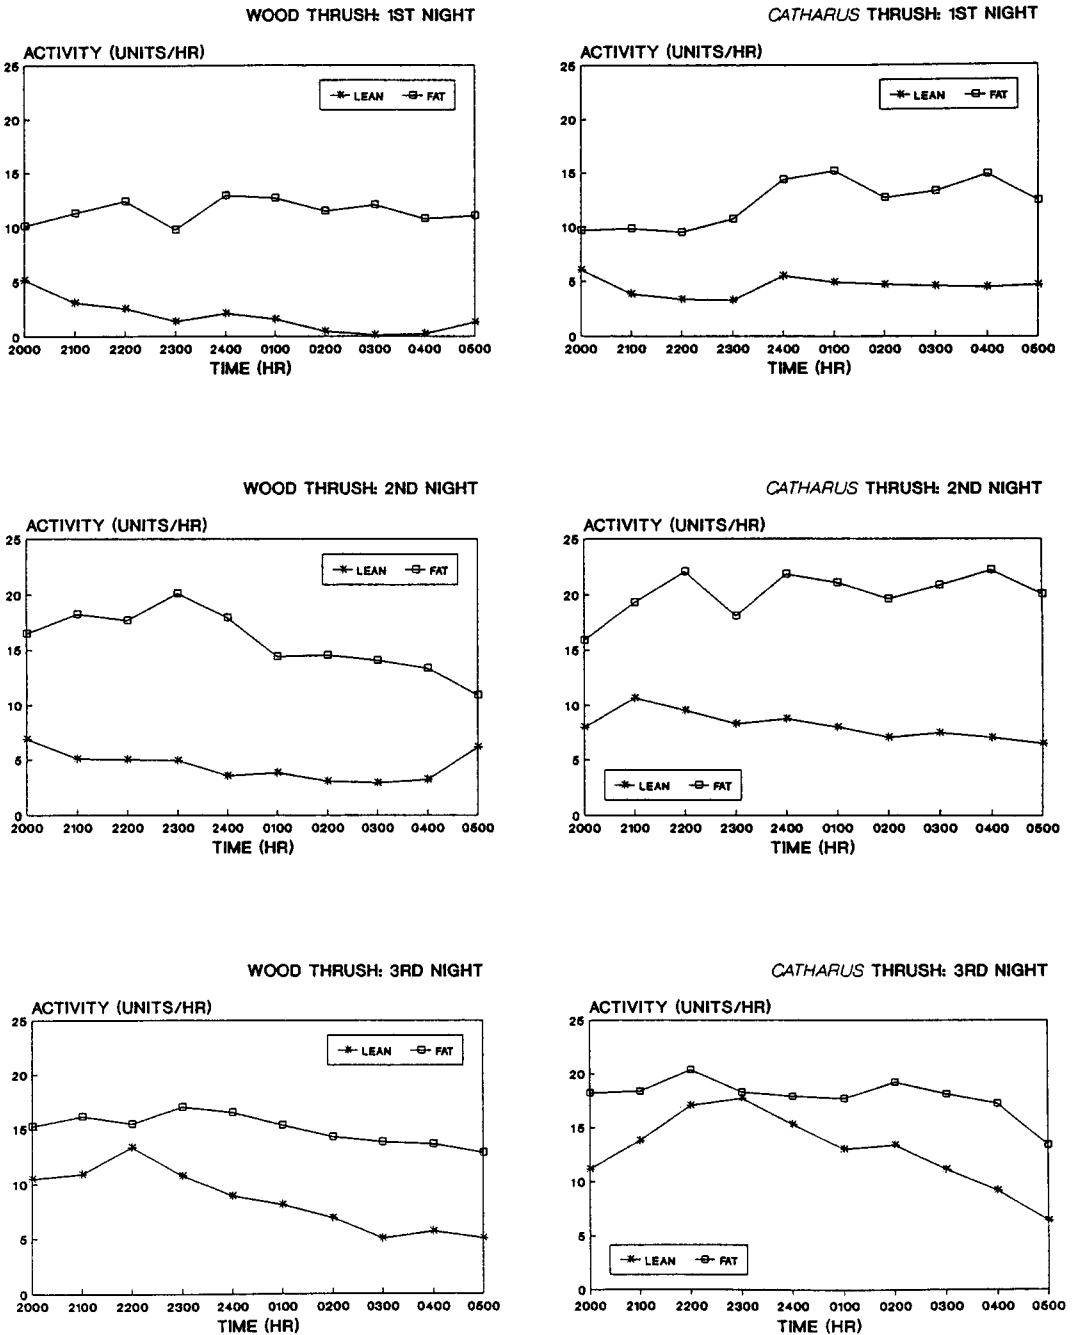 WOOD THRUSH: 1ST NIGHT
ACTIVITY (UNITS/HR)
25
20
15
10
5
0
LEAN FAT
2000 2100 2200 2300 2400 0100 0200 0300 0400 0500
TIME (HR)
CATHARUS THRUSH: 1ST NIGHT
ACTIVITY (UNITS/HR)
25
20
15
10
5
0
LEAN FAT
2000 2100 2200 2300 2400 0100 0200 0300 0400 0500
TIME (HR)
WOOD THRUSH: 2ND NIGHT
ACTIVITY (UNITS/HR)
25
20
15
10
5
0
LEAN FAT
2000 2100 2200 2300 2400 0100 0200 0300 0400 0500
TIME (HR)
CATHARUS THRUSH: 2ND NIGHT
ACTIVITY (UNITS/HR)
25
20
15
10
5
0
LEAN FAT
2000 2100 2200 2300 2400 0100 0200 0300 0400 0500
TIME (HR)
WOOD THRUSH: 3RD NIGHT
ACTIVITY (UNITS/HR)
25
20
15
10
5
0
LEAN FAT
2000 2100 2200 2300 2400 0100 0200 0300 0400 0500
TIME (HR)
CATHARUS THRUSH: 3RD NIGHT
ACTIVITY (UNITS/HR)
25
20
15
10
5
0
LEAN FAT
2000 2100 2200 2300 2400 0100 0200 0300 0400 0500
TIME (HR)